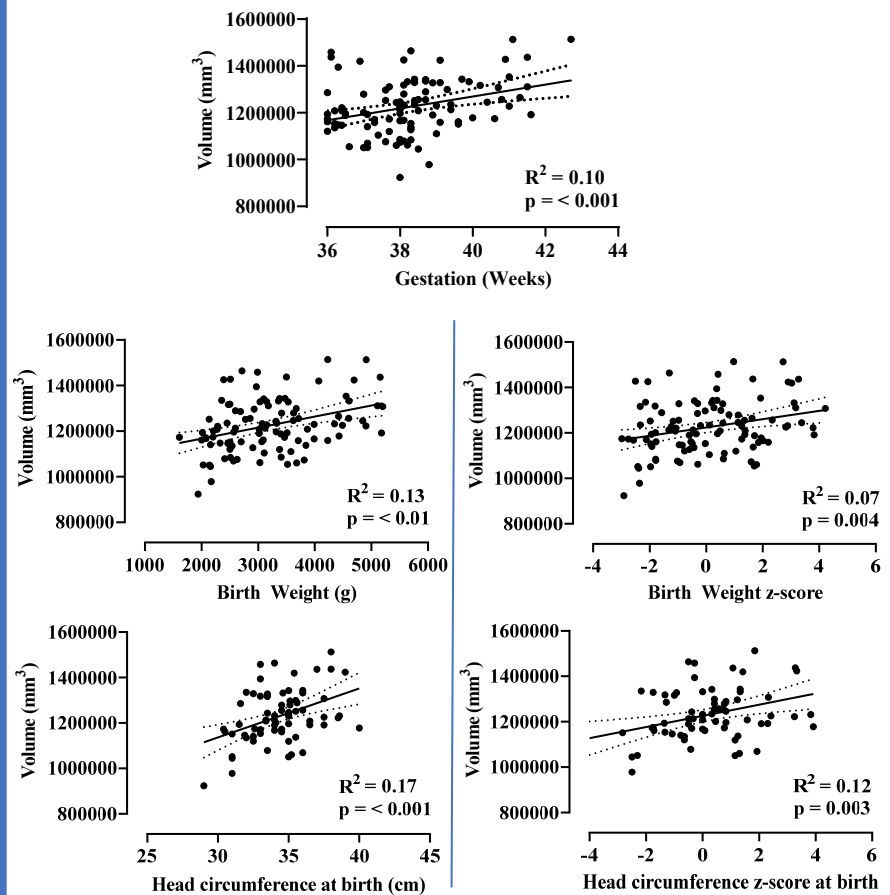 1600000
1400000
1200000
1000000
800000
Volume (mm³)
R² = 0.10
p = < 0.001
36 38 40 42 44
Gestation (Weeks)
1600000
1400000
1200000
1000000
800000
Volume (mm³)
R² = 0.13
p = < 0.01
1000 2000 3000 4000 5000 6000
Birth Weight (g)
1600000
1400000
1200000
1000000
800000
Volume (mm³)
R² = 0.07
p = 0.004
-4 -2 0 2 4 6
Birth Weight z-score
1600000
1400000
1200000
1000000
800000
Volume (mm³)
R² = 0.17
p = < 0.001
25 30 35 40 45
Head circumference at birth (cm)
1600000
1400000
1200000
1000000
800000
Volume (mm³)
R² = 0.12
p = 0.003
-4 -2 0 2 4 6
Head circumference z-score at birth